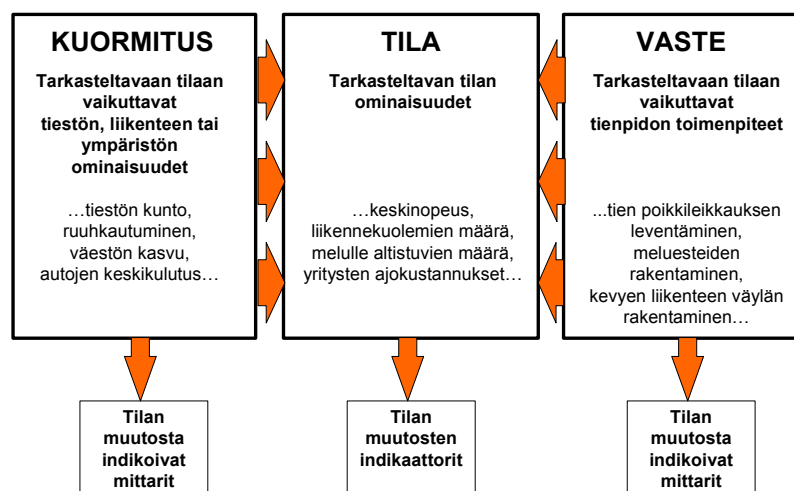 KUORMITUS
Tarkasteltavaan tilaan
vaikuttavat
tiestön, liikenteen tai
ympäristön
ominaisuudet
…tiestön kunto,
ruuhkautuminen,
väestön kasvu,
autojen keskikulutus…
TILA
Tarkasteltavan tilan
ominaisuudet
…keskinopeus,
liikennekuolemien määrä,
melulle altistuvien määrä,
yritysten ajokustannukset…
VASTE
Tarkasteltavaan tilaan
vaikuttavat
tienpidon toimenpiteet
...tien poikkileikkauksen
leventäminen,
meluesteiden
rakentaminen,
kevyen liikenteen väylän
rakentaminen…
Tilan
muutosta
indikoivat
mittarit
Tilan
muutosten
indikaattorit
Tilan
muutosta
indikoivat
mittarit